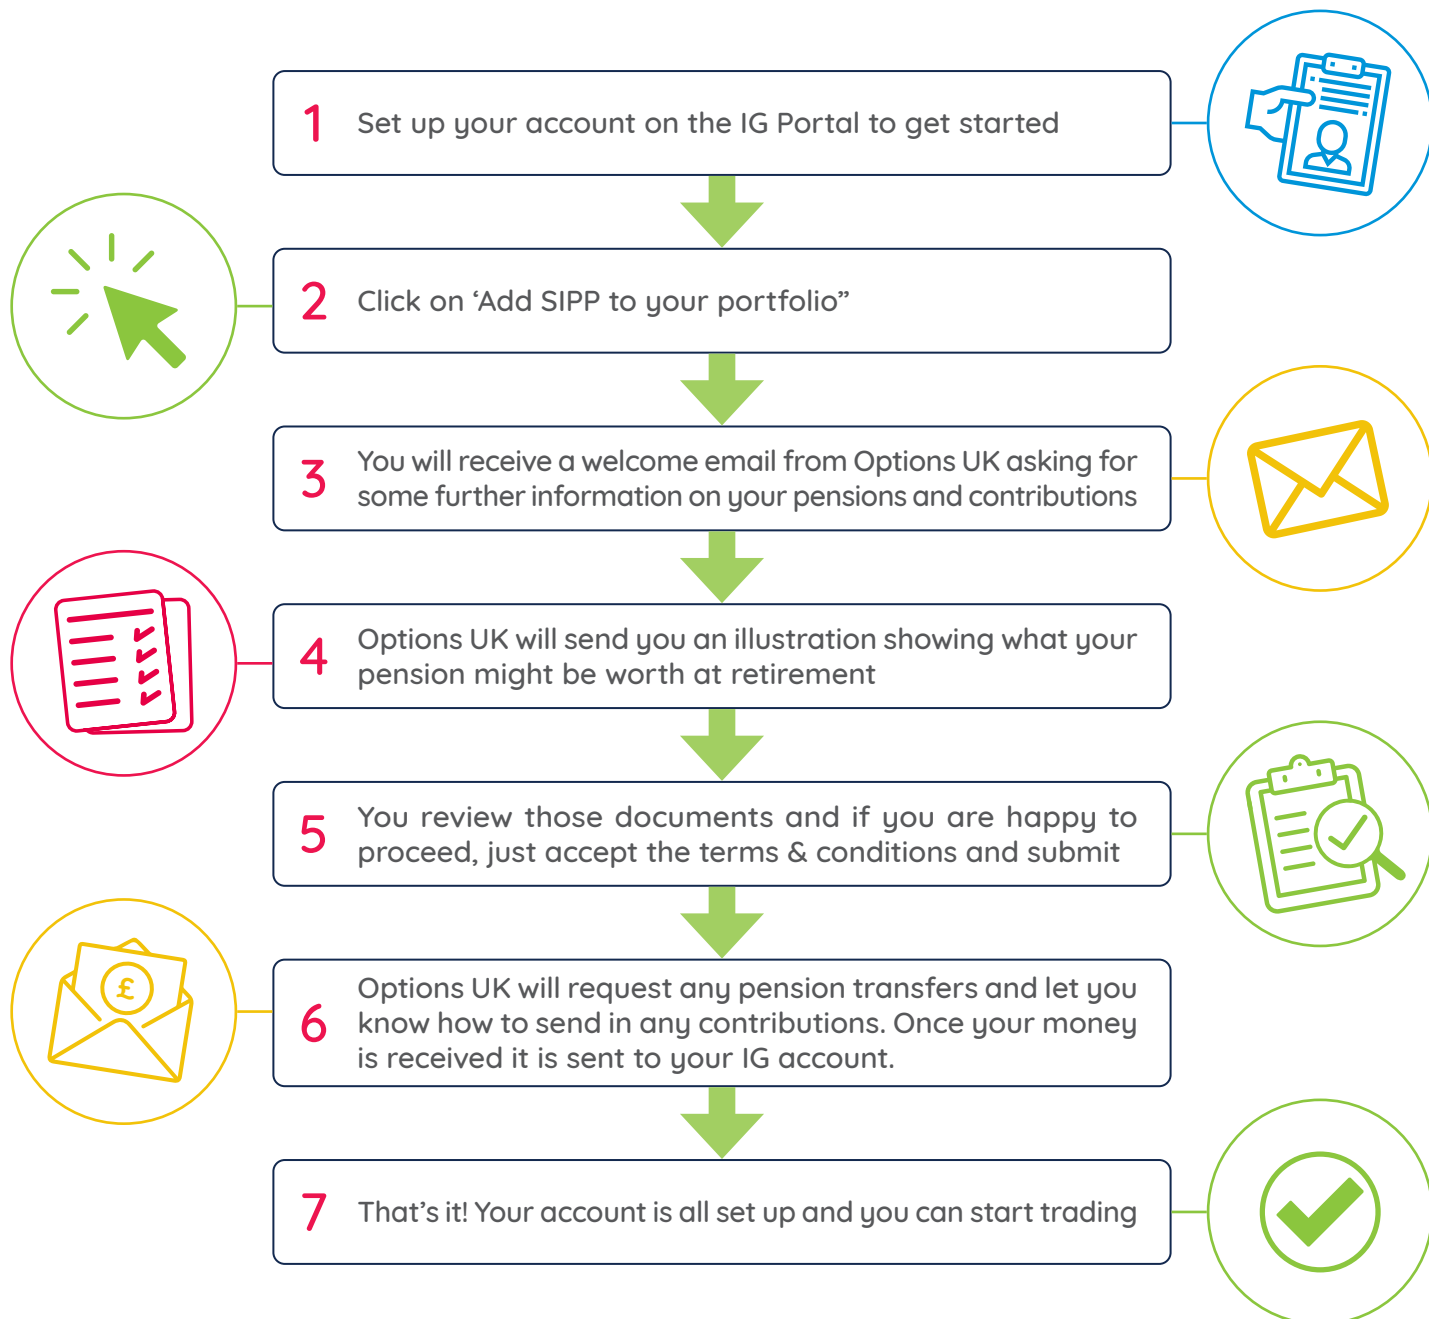 1 Set up your account on the IG Portal to get started
2 Click on ‘Add SIPP to your portfolio”
3 You will receive a welcome email from Options UK asking for
some further information on your pensions and contributions
4 Options UK will send you an illustration showing what your
pension might be worth at retirement
5 You review those documents and if you are happy to
proceed, just accept the terms & conditions and submit
£
6 Options UK will request any pension transfers and let you
know how to send in any contributions. Once your money
is received it is sent to your IG account.
7 That’s it! Your account is all set up and you can start trading